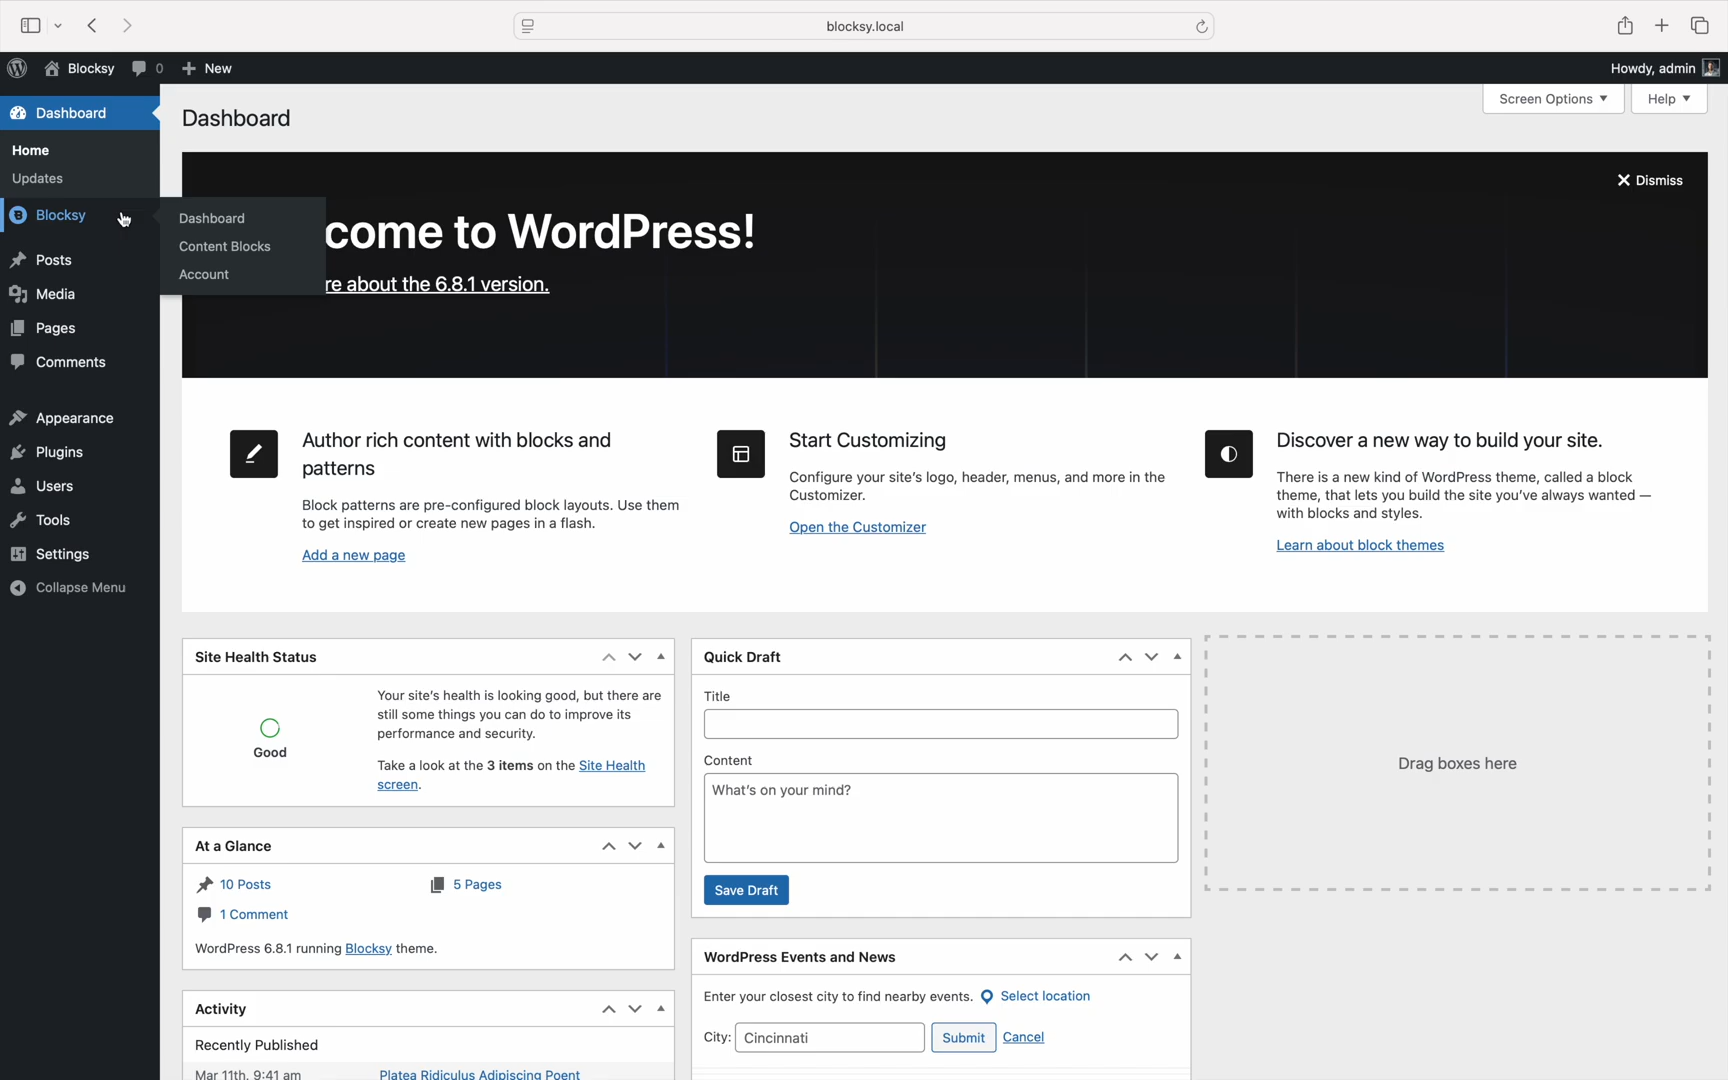 blocksy.local
Blocksy
0
New
Howdy, admin
Dashboard
Home
Updates
Blocksy
Posts
Media
Pages
Comments
Appearance
Plugins
Users
Tools
Settings
Collapse Menu
Dashboard
Content Blocks
Account
Dashboard
Screen Options
Help
Dismiss
come to WordPress!
re about the 6.8.1 version.
Author rich content with blocks and
patterns
Block patterns are pre-configured block layouts. Use them
to get inspired or create new pages in a flash.
Add a new page
Start Customizing
Configure your site's logo, header, menus, and more in the
Customizer.
Open the Customizer
Discover a new way to build your site.
There is a new kind of WordPress theme, called a block
theme, that lets you build the site you've always wanted —
with blocks and styles.
Learn about block themes
Site Health Status
Good
Your site's health is looking good, but there are
still some things you can do to improve its
performance and security.
Take a look at the 3 items on the Site Health
screen.
At a Glance
10 Posts
5 Pages
1 Comment
WordPress 6.8.1 running Blocksy theme.
Activity
Recently Published
Mar 11th, 9:41 am
Platea Ridiculus Adipiscing Poent
Quick Draft
Title
Content
What's on your mind?
Save Draft
WordPress Events and News
Enter your closest city to find nearby events.
Select location
City:
Cincinnati
Submit
Cancel
Drag boxes here